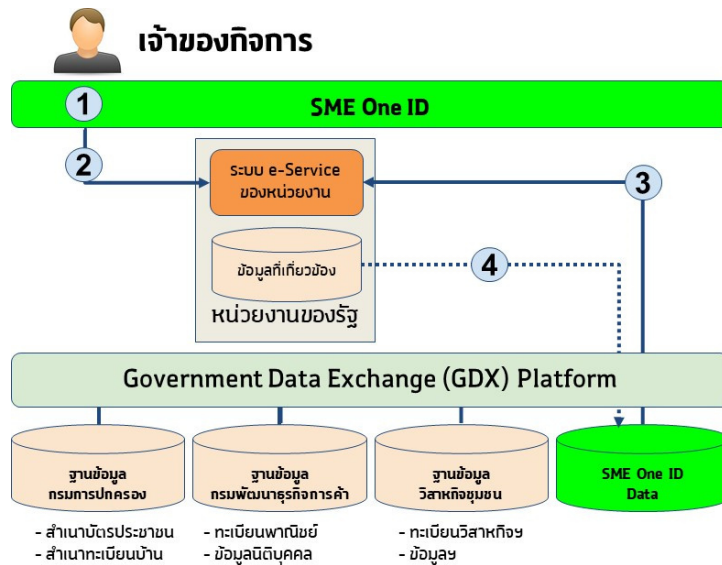 เจ้าของกิจการ
1
SME One ID
2
ระบบ e-Service
ของหน่วยงาน
3
ข้อมูลที่เกี่ยวข้อง
4
หน่วยงานของรัฐ
Government Data Exchange (GDX) Platform
ฐานข้อมูล
กรมการปกครอง
ฐานข้อมูล
กรมพัฒนาธุรกิจการค้า
ฐานข้อมูล
วิสาหกิจชุมชน
SME One ID
Data
- สำเนาบัตรประชาชน
- สำเนาทะเบียนบ้าน
- ทะเบียนพาณิชย์
- ข้อมูลนิติบุคคล
- ทะเบียนวิสาหกิจฯ
- ข้อมูลฯ